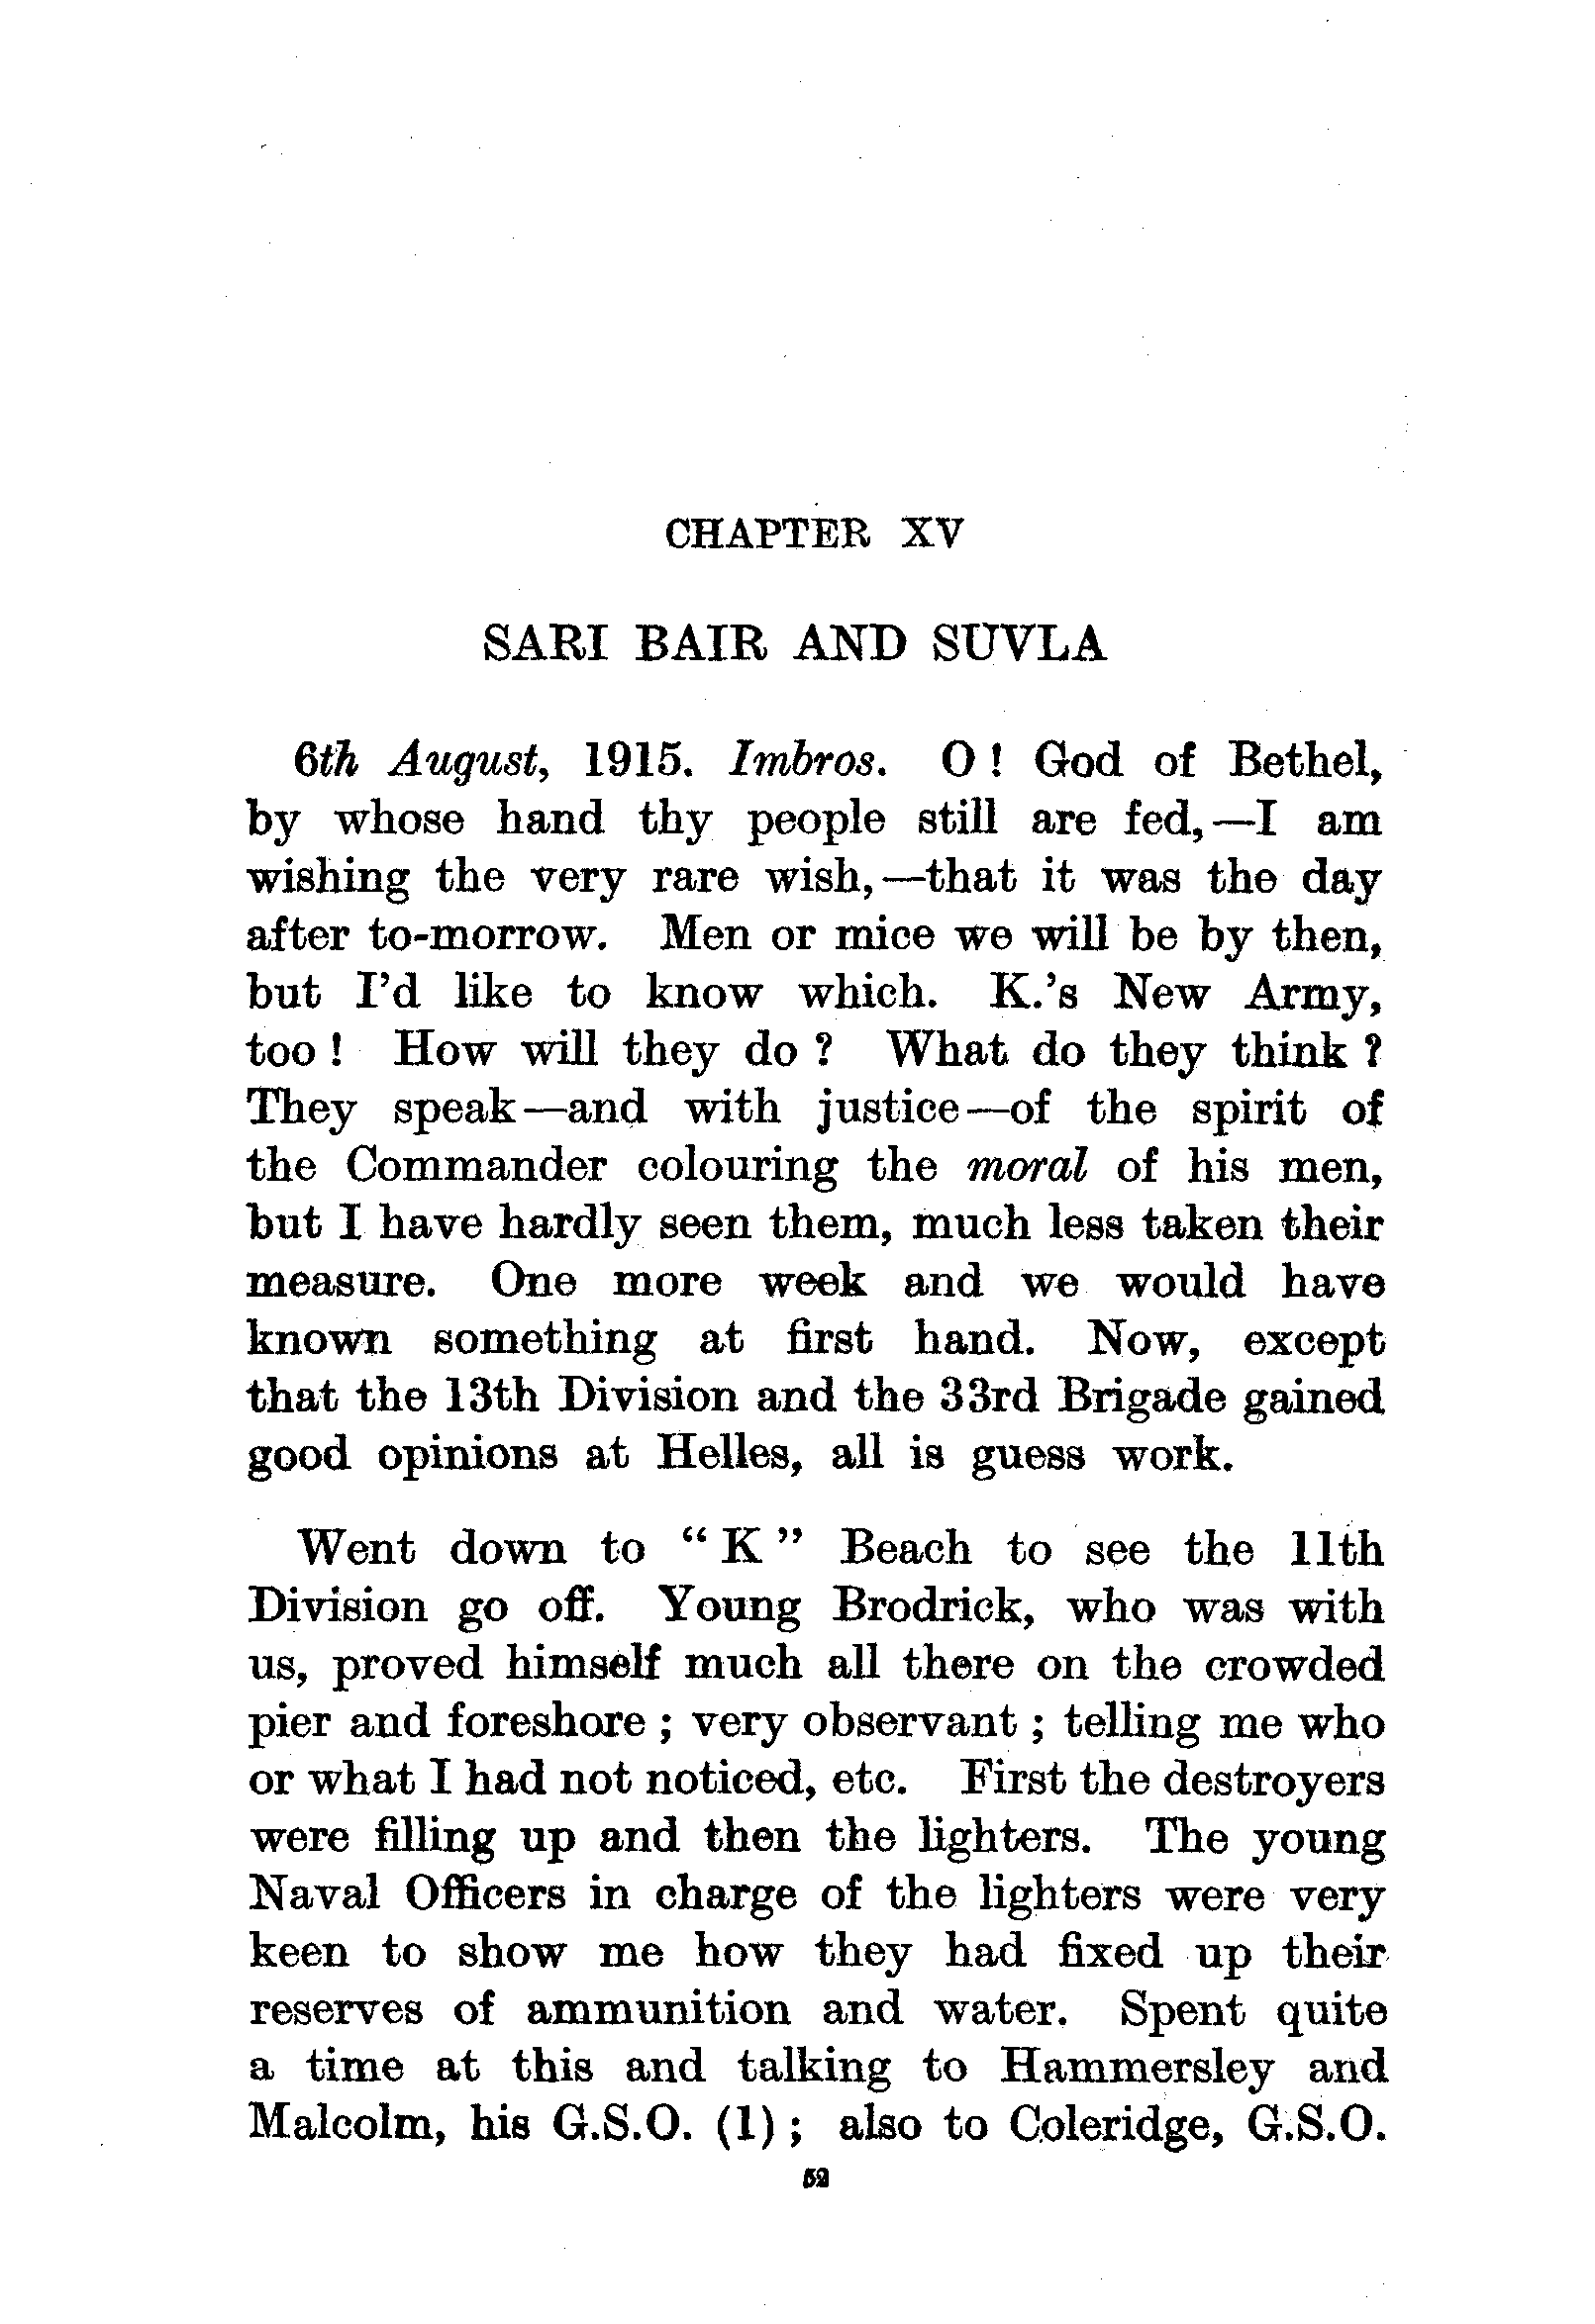 CHAPTER XV
SARI BAIR AND SUVLA
6th August, 1915. Imbros. O ! God of Bethel,
by whose hand thy people still are fed,—I am
wishing the very rare wish,—that it was the day
after to-morrow. Men or mice we will be by then,
but I'd like to know which. K.'s New Army,
too ! How will they do ? What do they think ?
They speak—and with justice—of the spirit of
the Commander colouring the moral of his men,
but I have hardly seen them, much less taken their
measure. One more week and we would have
known something at first hand. Now, except
that the 13th Division and the 33rd Brigade gained
good opinions at Helles, all is guess work.
Went down to " K " Beach to see the 11th
Division go off. Young Brodrick, who was with
us, proved himself much all there on the crowded
pier and foreshore ; very observant ; telling me who
or what I had not noticed, etc. First the destroyers
were filling up and then the lighters. The young
Naval Officers in charge of the lighters were very
keen to show me how they had fixed up their
reserves of ammunition and water. Spent quite
a time at this and talking to Hammersley and
Malcolm, his G.S.O. (1) ; also to Coleridge, G.S.O.
52